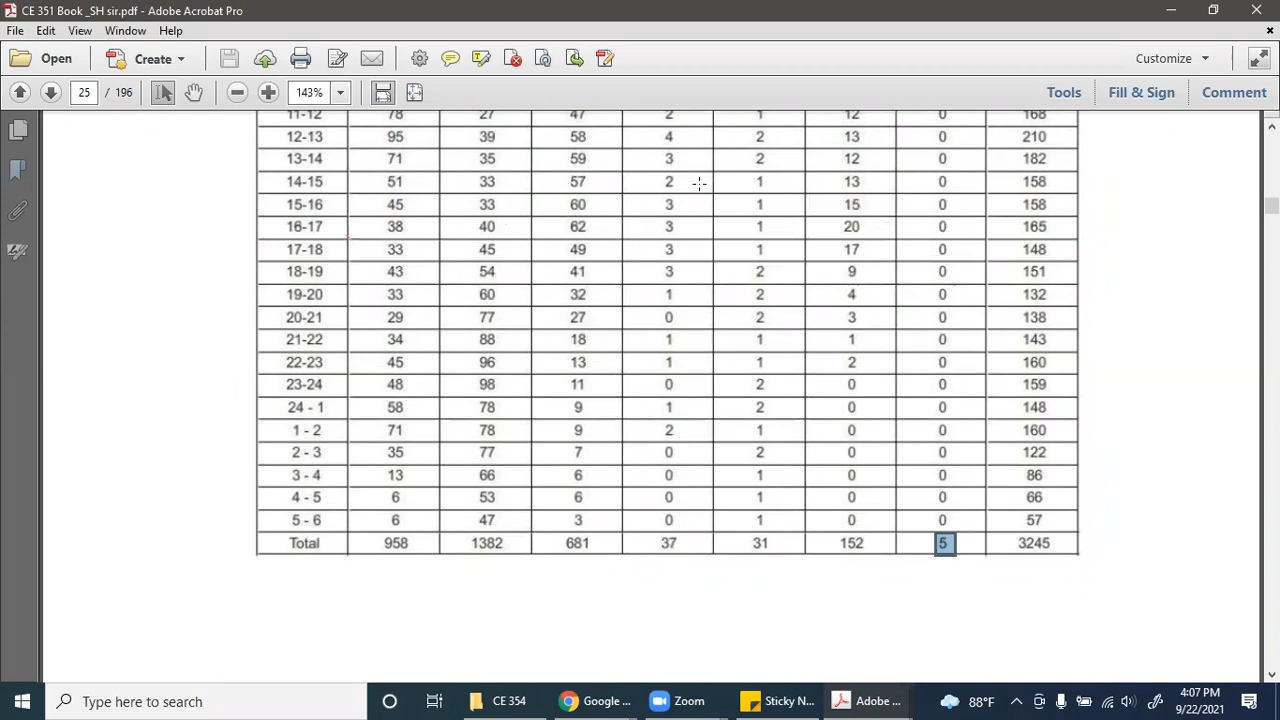 CE 351 Book _SH sir.pdf - Adobe Acrobat Pro
File Edit View Window Help
Open Create Customize
25 / 196 143% Tools Fill & Sign Comment
11-12 78 27 47 2 1 12 0 168
12-13 95 39 58 4 2 13 0 210
13-14 71 35 59 3 2 12 0 182
14-15 51 33 57 2 1 13 0 158
15-16 45 33 60 3 1 15 0 158
16-17 38 40 62 3 1 20 0 165
17-18 33 45 49 3 1 17 0 148
18-19 43 54 41 3 2 9 0 151
19-20 33 60 32 1 2 4 0 132
20-21 29 77 27 0 2 3 0 138
21-22 34 88 18 1 1 1 0 143
22-23 45 96 13 1 1 2 0 160
23-24 48 98 11 0 2 0 0 159
24 - 1 58 78 9 1 2 0 0 148
1 - 2 71 78 9 2 1 0 0 160
2 - 3 35 77 7 0 2 0 0 122
3 - 4 13 66 6 0 1 0 0 86
4 - 5 6 53 6 0 1 0 0 66
5 - 6 6 47 3 0 1 0 0 57
Total 958 1382 681 37 31 152 5 3245
Type here to search CE 354 Google ... Zoom Sticky N... Adobe ... 88°F 4:07 PM
9/22/2021